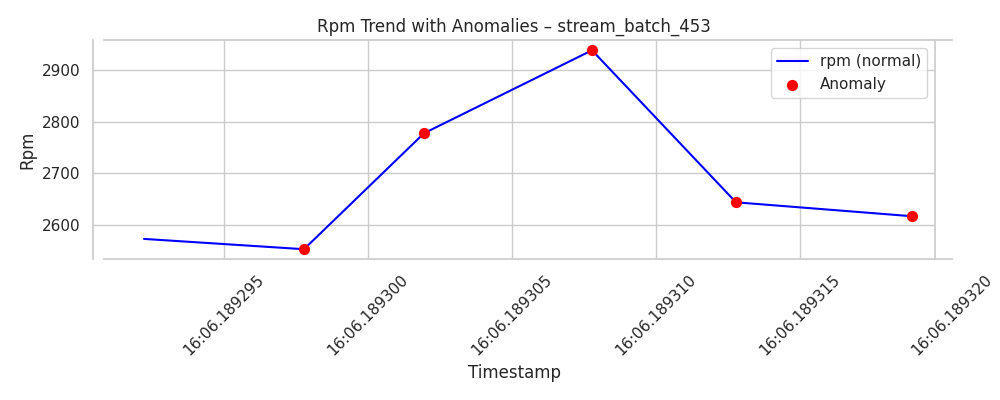 Rpm Trend with Anomalies – stream_batch_453
rpm (normal)
Anomaly
Rpm
2900
2800
2700
2600
16:06.189295
16:06.189300
16:06.189305
16:06.189310
16:06.189315
16:06.189320
Timestamp